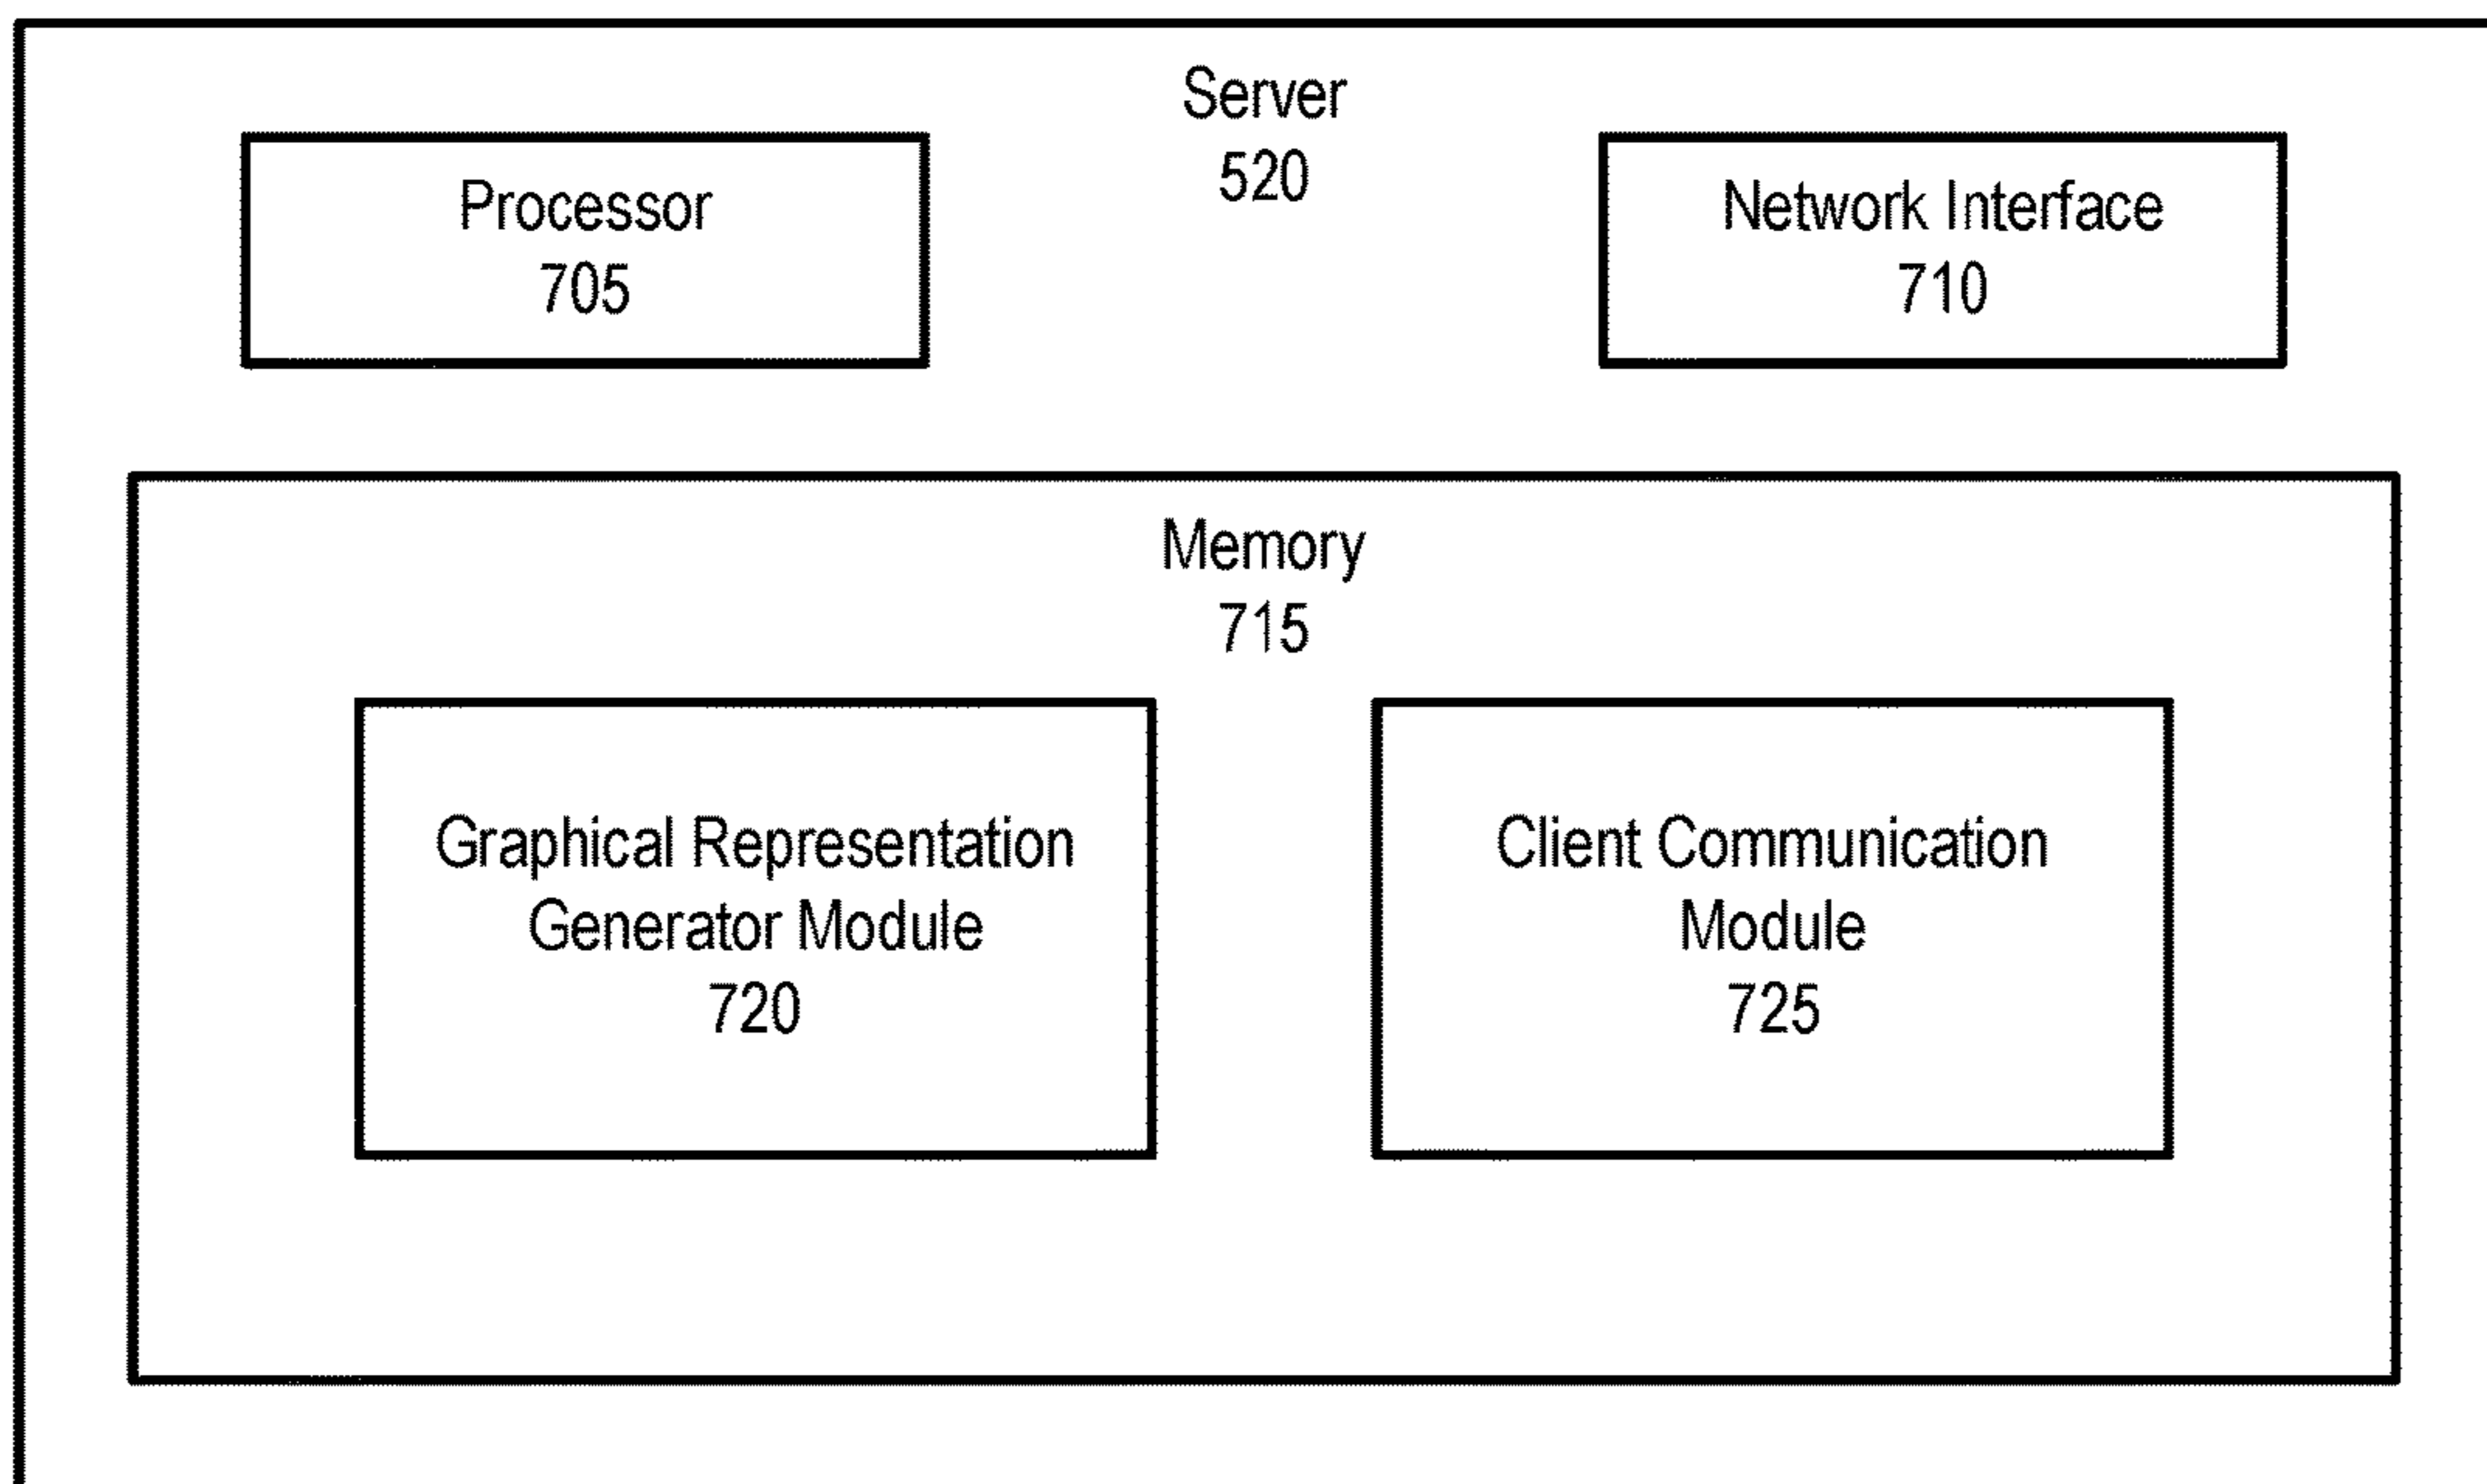 Server
520
Processor
705
Network Interface
710
Memory
715
Graphical Representation
Generator Module
720
Client Communication
Module
725